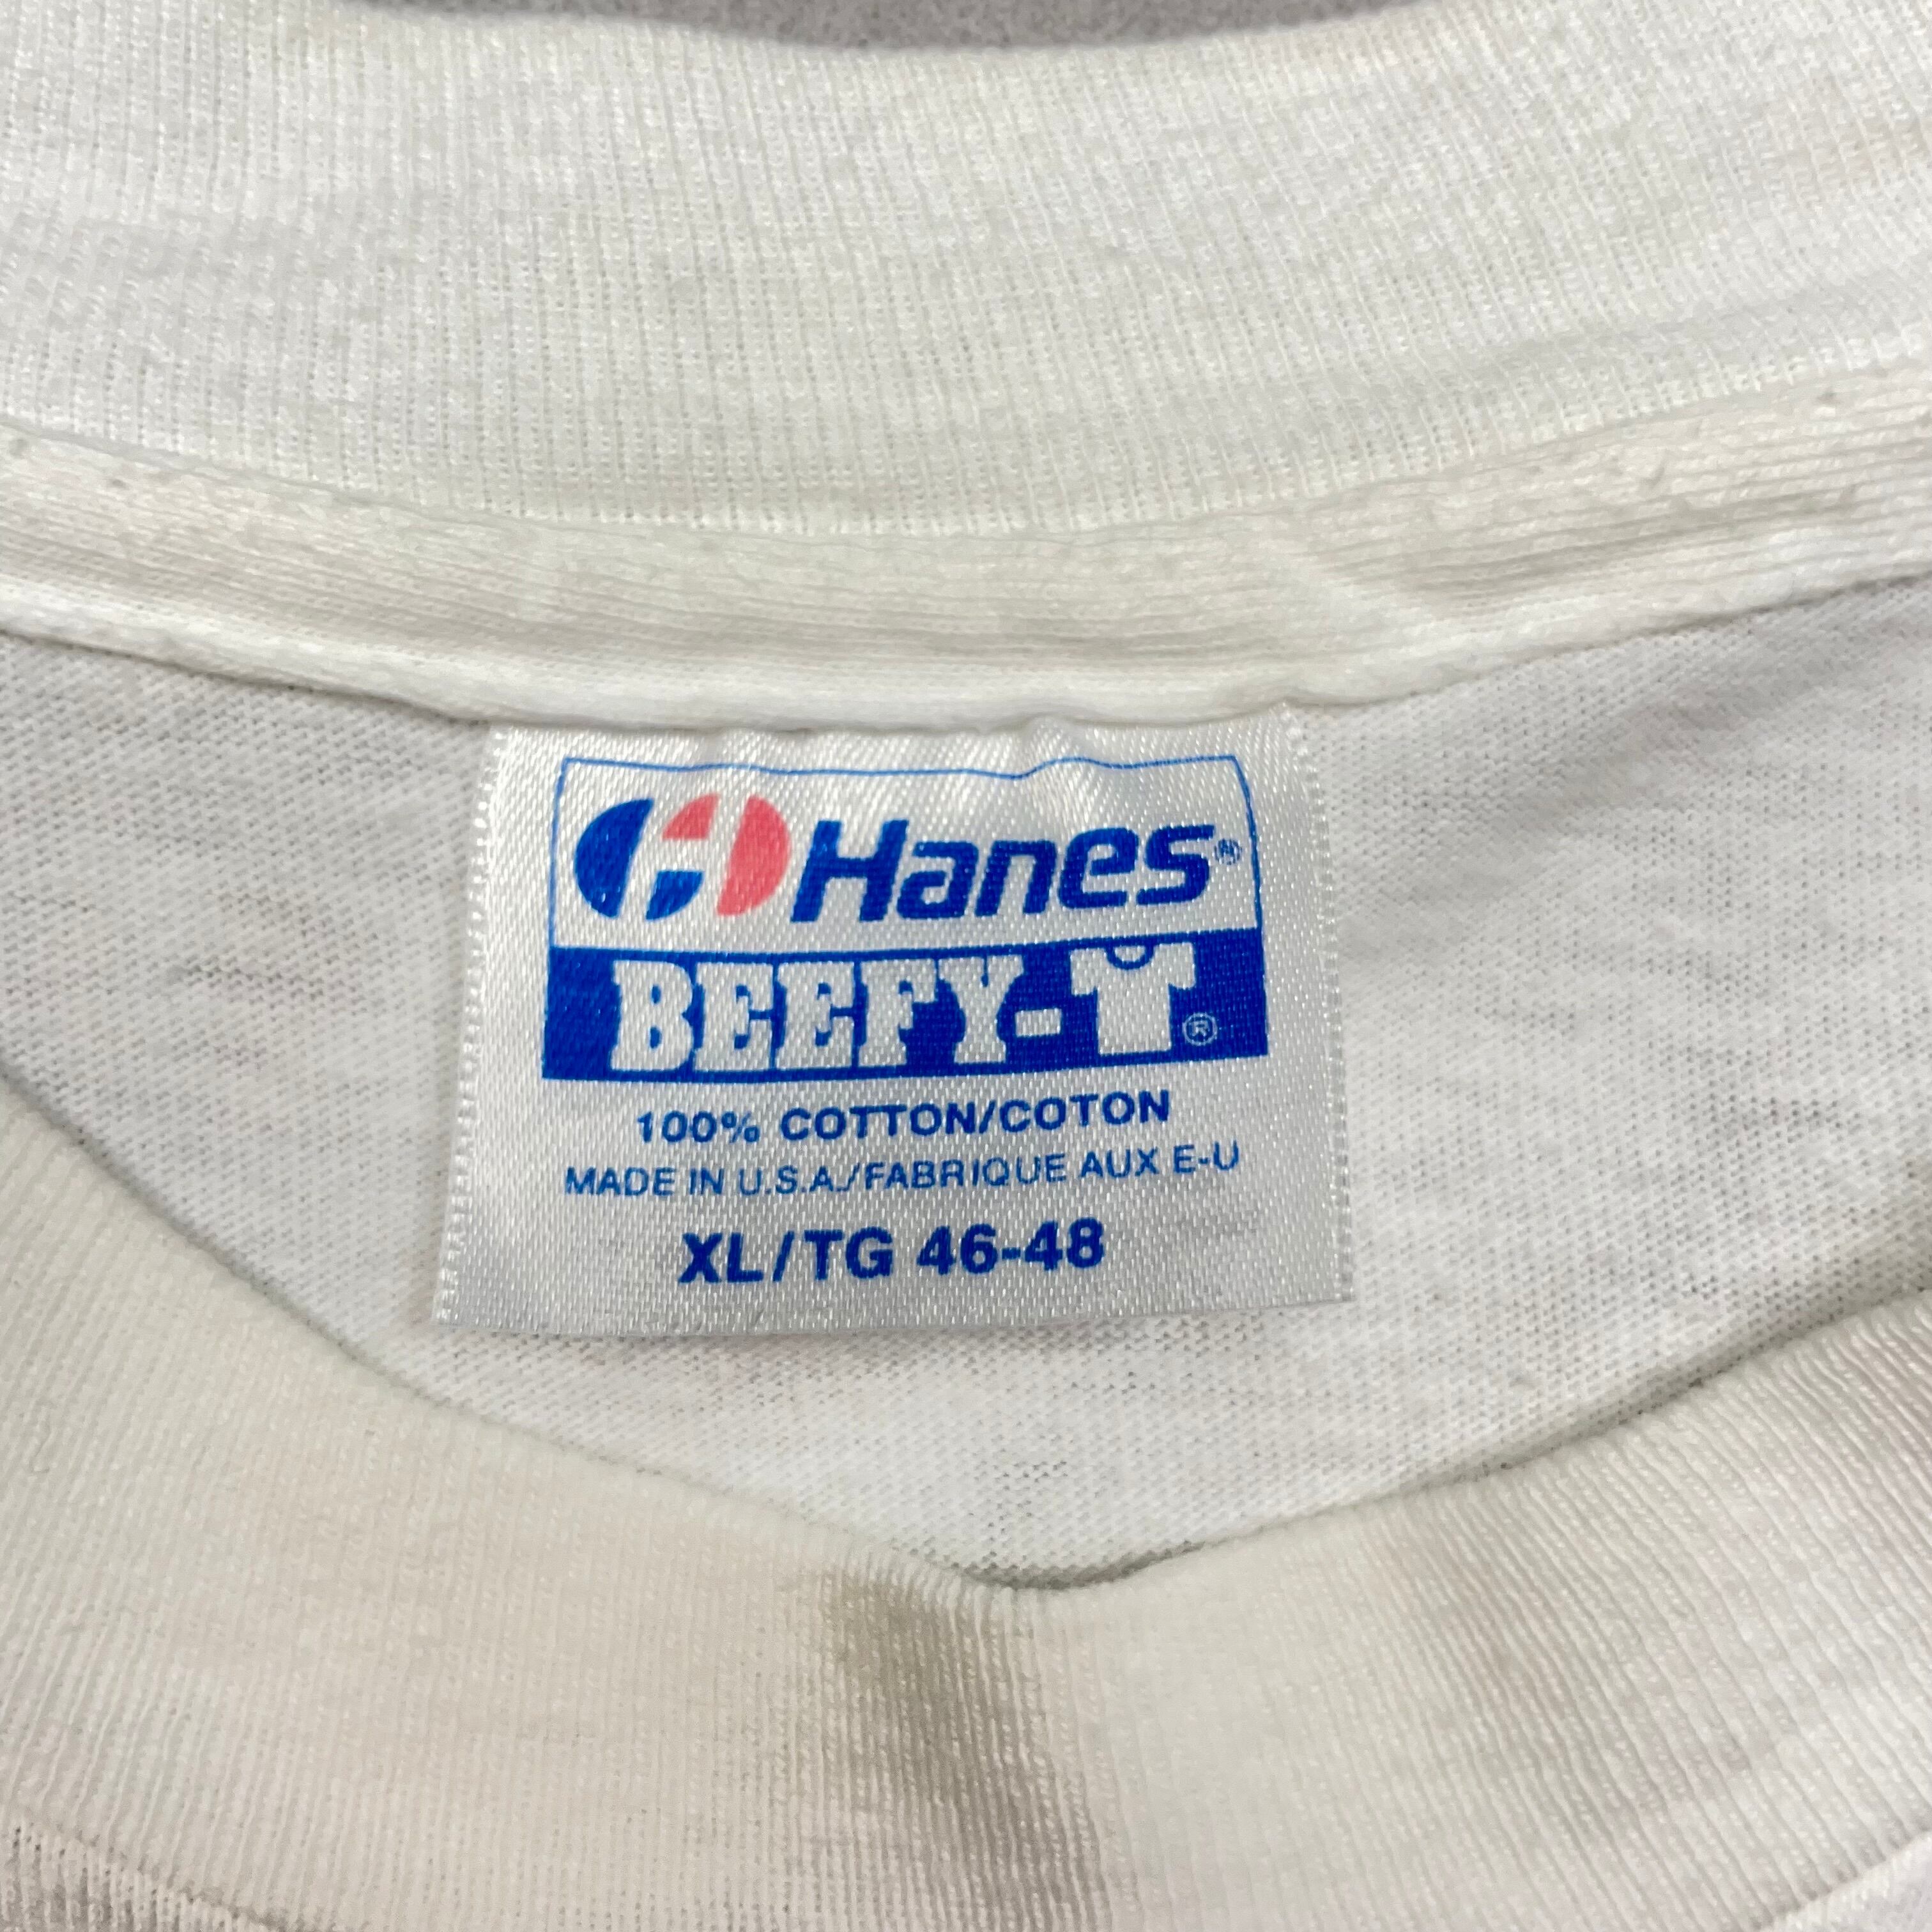 Hanes®
BEEFY-T®
100% COTTON/COTON
MADE IN U.S.A./FABRIQUE AUX E-U
XL/TG 46-48